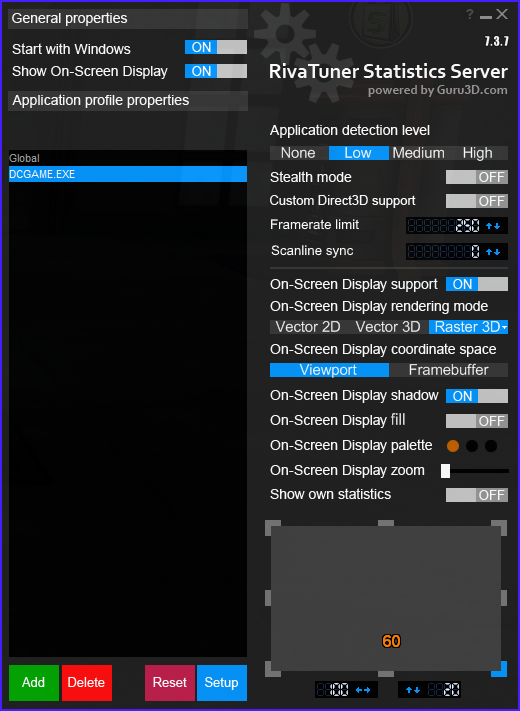 General properties
Start with Windows ON
Show On-Screen Display ON
Application profile properties
Global
DCGAME.EXE
Add Delete Reset Setup
? 
7.3.7
RivaTuner Statistics Server
powered by Guru3D.com
Application detection level
None Low Medium High
Stealth mode OFF
Custom Direct3D support OFF
Framerate limit 250
Scanline sync 0
On-Screen Display support ON
On-Screen Display rendering mode
Vector 2D Vector 3D Raster 3D
On-Screen Display coordinate space
Viewport Framebuffer
On-Screen Display shadow ON
On-Screen Display fill OFF
On-Screen Display palette
On-Screen Display zoom
Show own statistics OFF
60
100 20